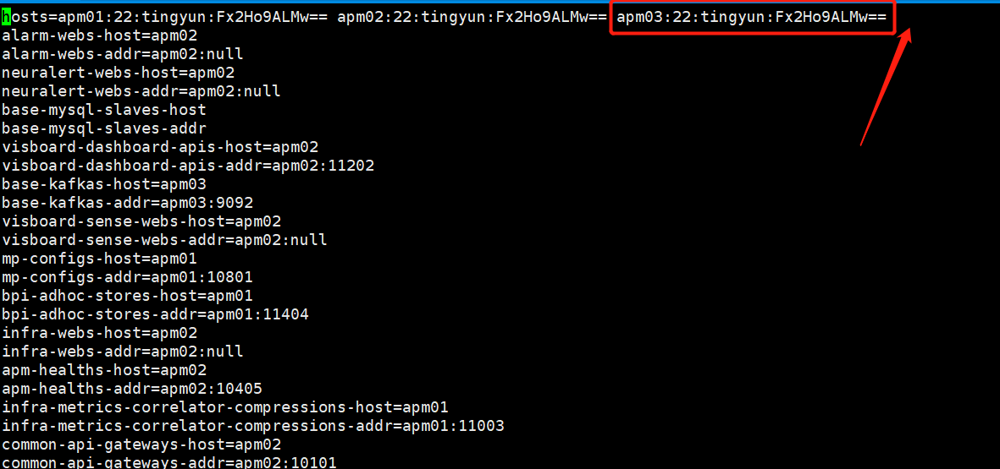 hosts=apm01:22:tingyun:Fx2Ho9ALMw== apm02:22:tingyun:Fx2Ho9ALMw== apm03:22:tingyun:Fx2Ho9ALMw==
alarm-webs-host=apm02
alarm-webs-addr=apm02:null
neuralert-webs-host=apm02
neuralert-webs-addr=apm02:null
base-mysql-slaves-host
base-mysql-slaves-addr
visboard-dashboard-apis-host=apm02
visboard-dashboard-apis-addr=apm02:11202
base-kafkas-host=apm03
base-kafkas-addr=apm03:9092
visboard-sense-webs-host=apm02
visboard-sense-webs-addr=apm02:null
mp-configs-host=apm01
mp-configs-addr=apm01:10801
bpi-adhoc-stores-host=apm01
bpi-adhoc-stores-addr=apm01:11404
infra-webs-host=apm02
infra-webs-addr=apm02:null
apm-healths-host=apm02
apm-healths-addr=apm02:10405
infra-metrics-correlator-compressions-host=apm01
infra-metrics-correlator-compressions-addr=apm01:11003
common-api-gateways-host=apm02
common-api-gateways-addr=apm02:10101